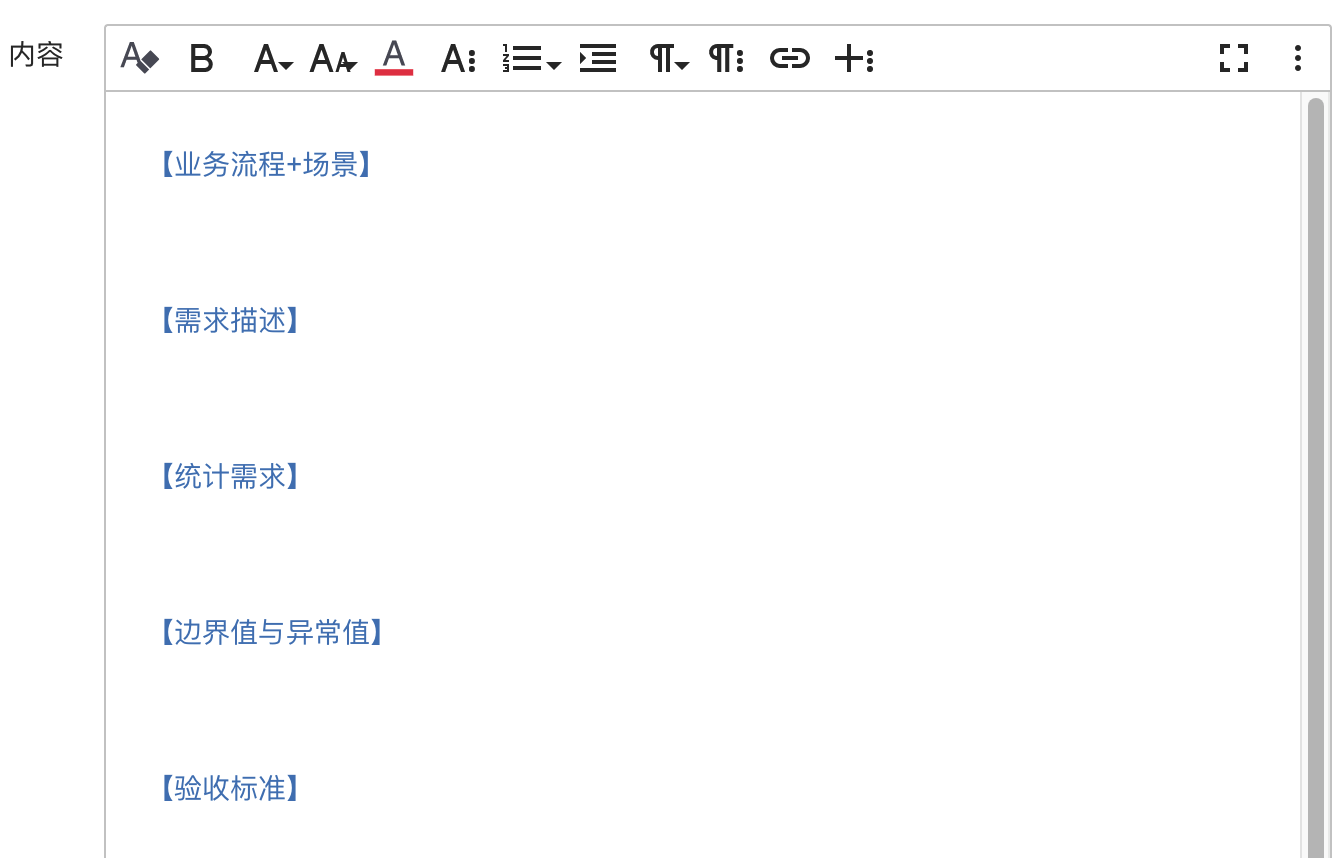 内容
【业务流程+场景】
【需求描述】
【统计需求】
【边界值与异常值】
【验收标准】